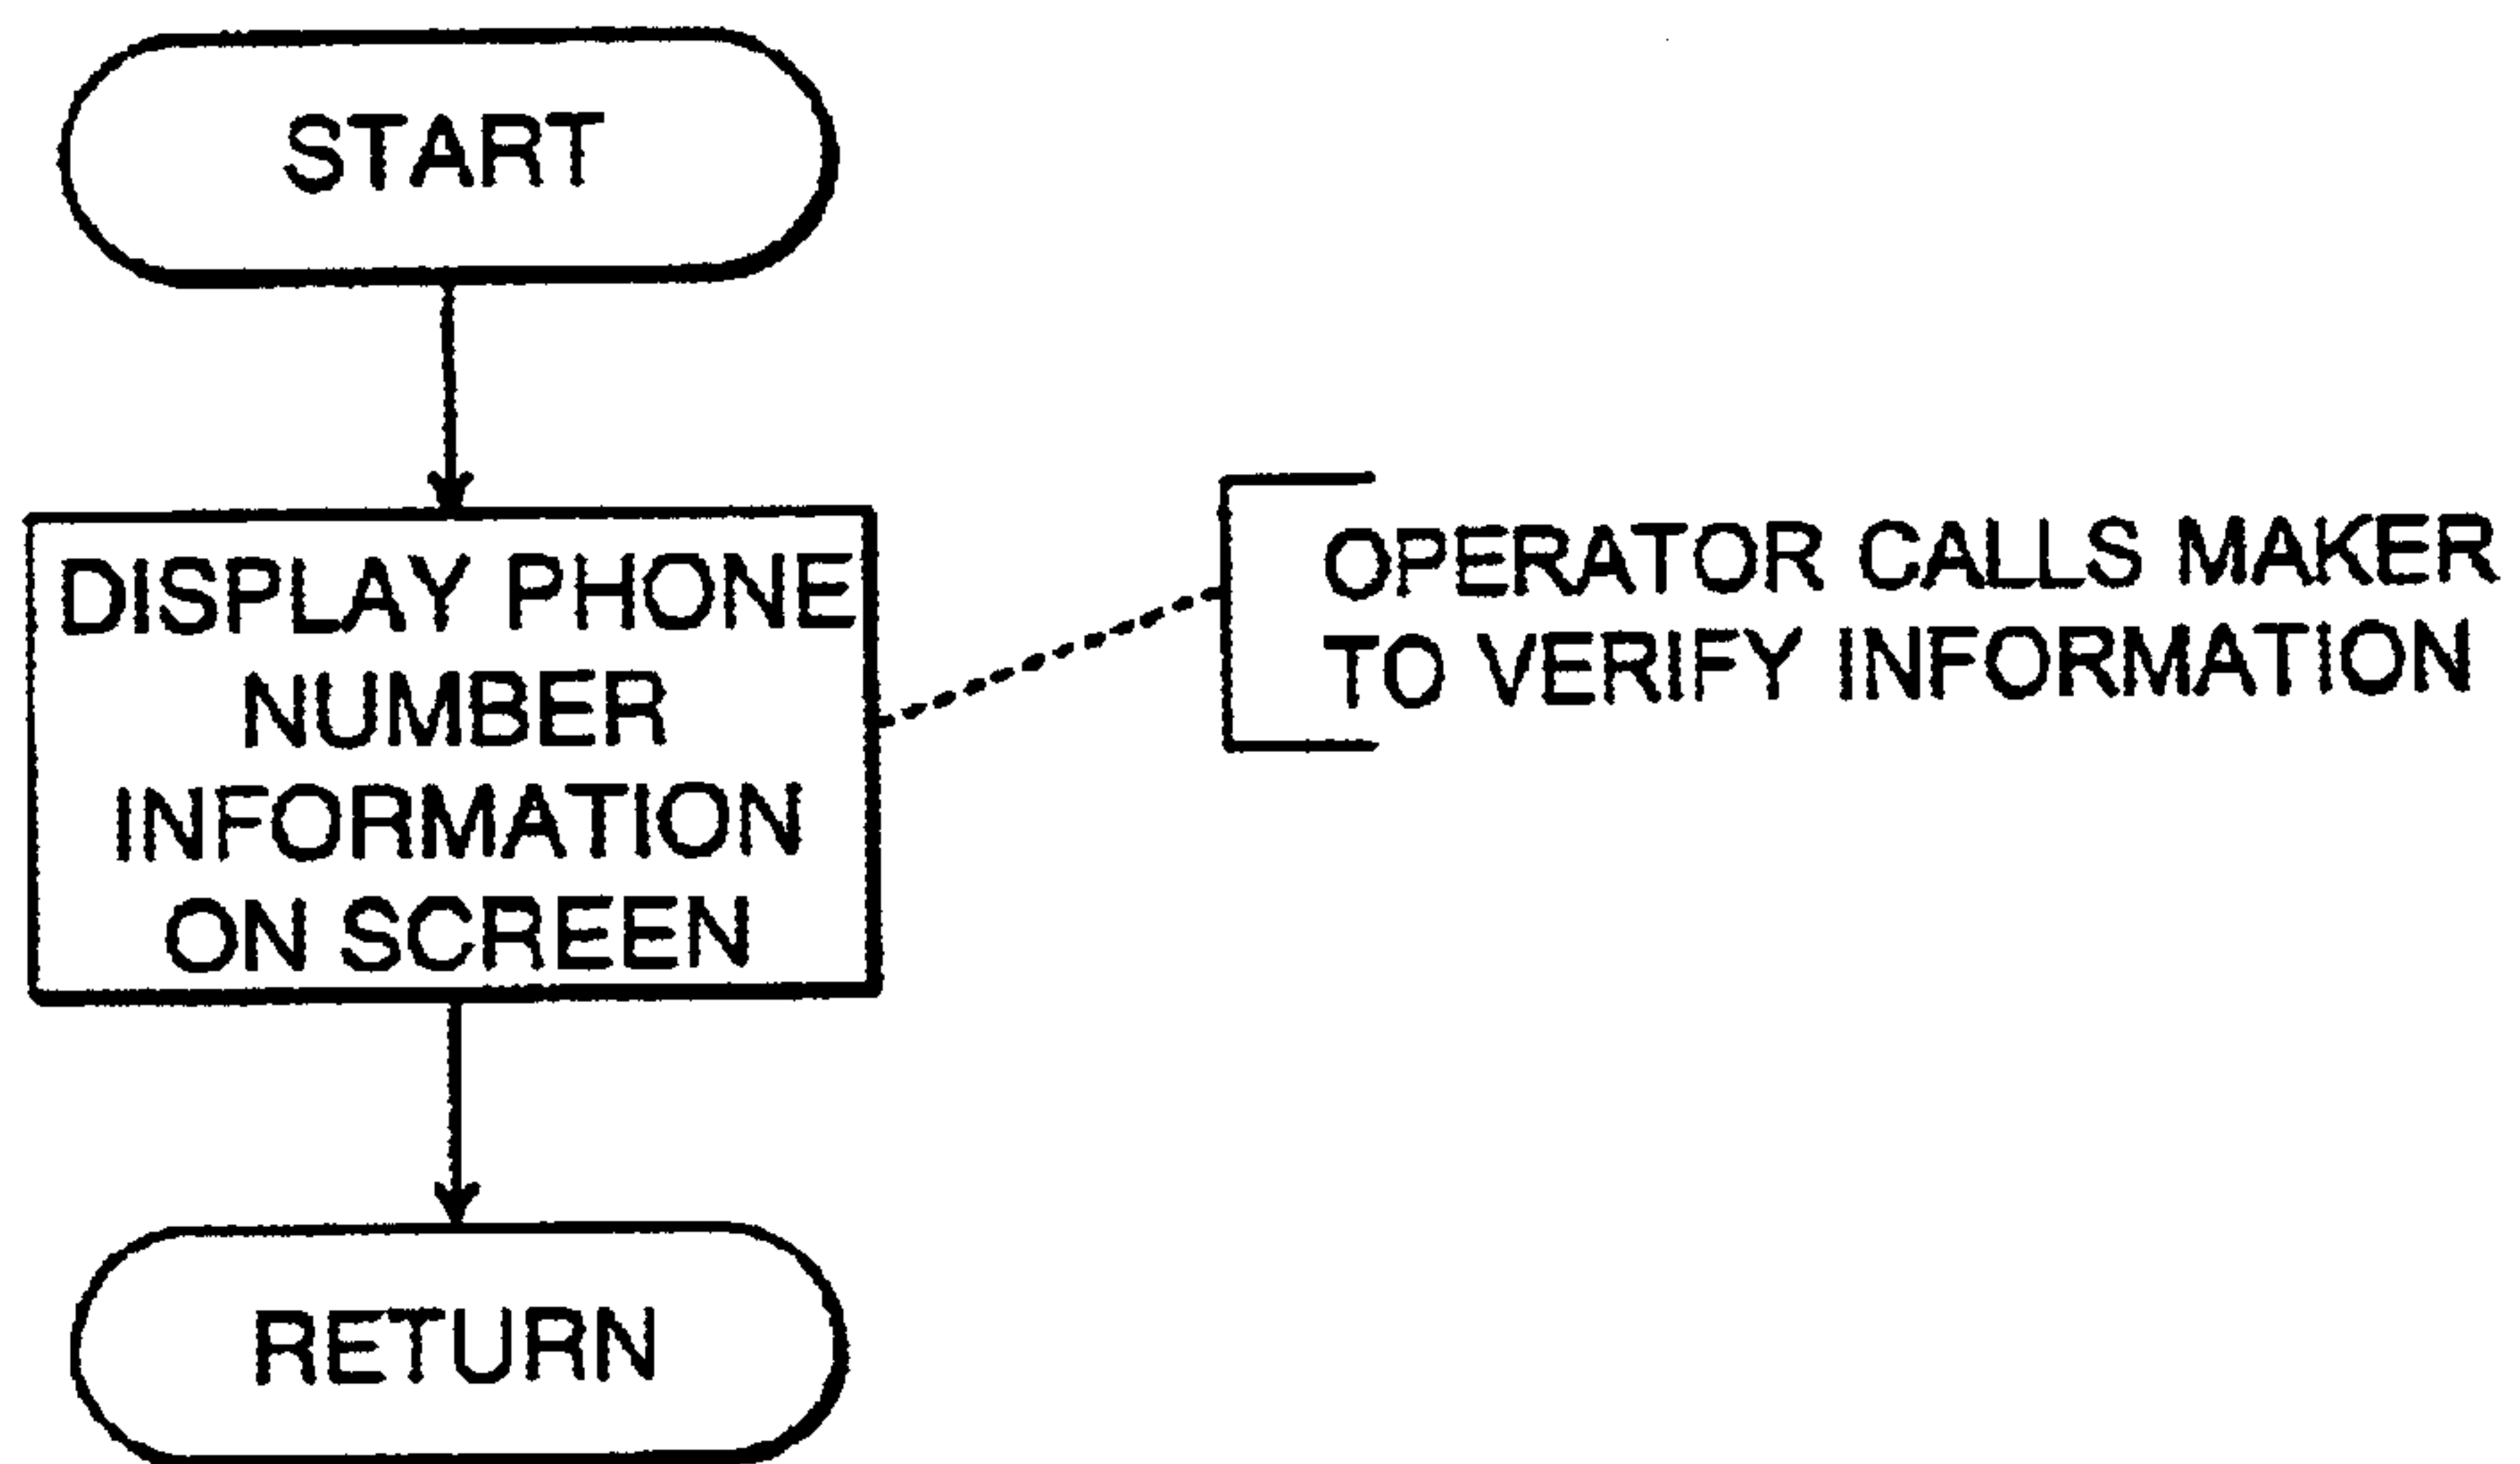 START
DISPLAY PHONE
NUMBER
INFORMATION
ON SCREEN
OPERATOR CALLS MAKER
TO VERIFY INFORMATION
RETURN